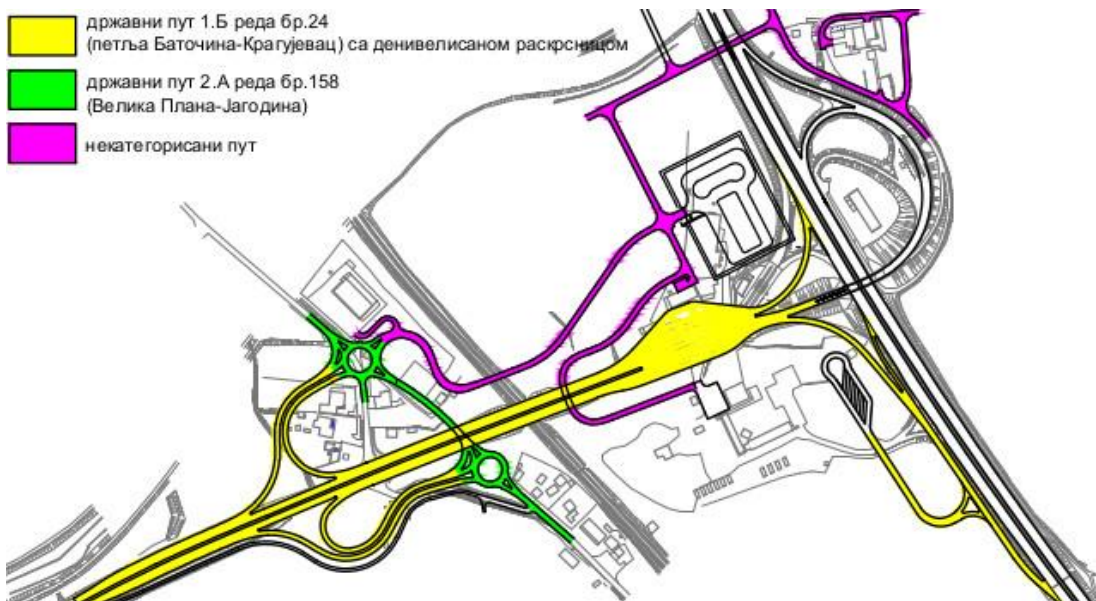 државни пут 1.Б реда бр.24
(петља Баточина-Крагујевац) са денивелисаном раскрсницом
државни пут 2.А реда бр.158
(Велика Плана-Јагодина)
некатегорисани пут